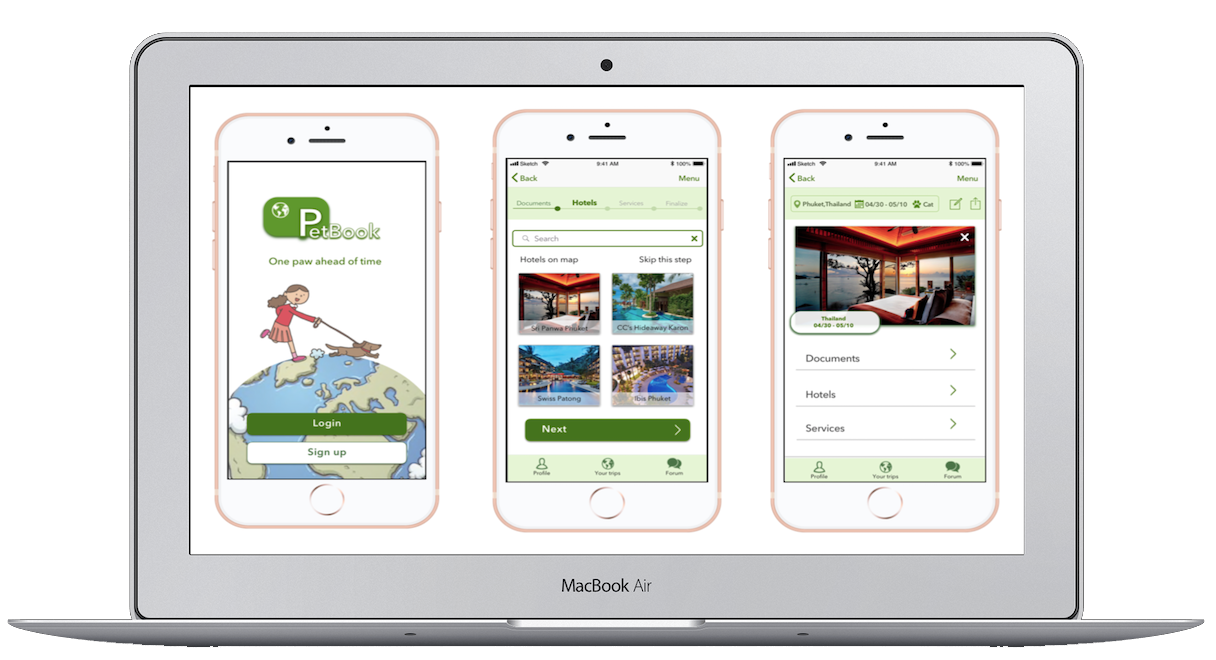 PetBook
One paw ahead of time
Login
Sign up
Sketch 9:41 AM 100%
Back Menu
Documents Hotels Services Finalize
Search
Hotels on map Skip this step
Sri Panwa Phuket CC's Hideaway Karon
Swiss Patong Ibis Phuket
Next
Profile Your trips Forum
Sketch 9:41 AM 100%
Back Menu
Phuket,Thailand 04/30 - 05/10 Cat
Thailand
04/30 - 05/10
Documents
Hotels
Services
Profile Your trips Forum
MacBook Air